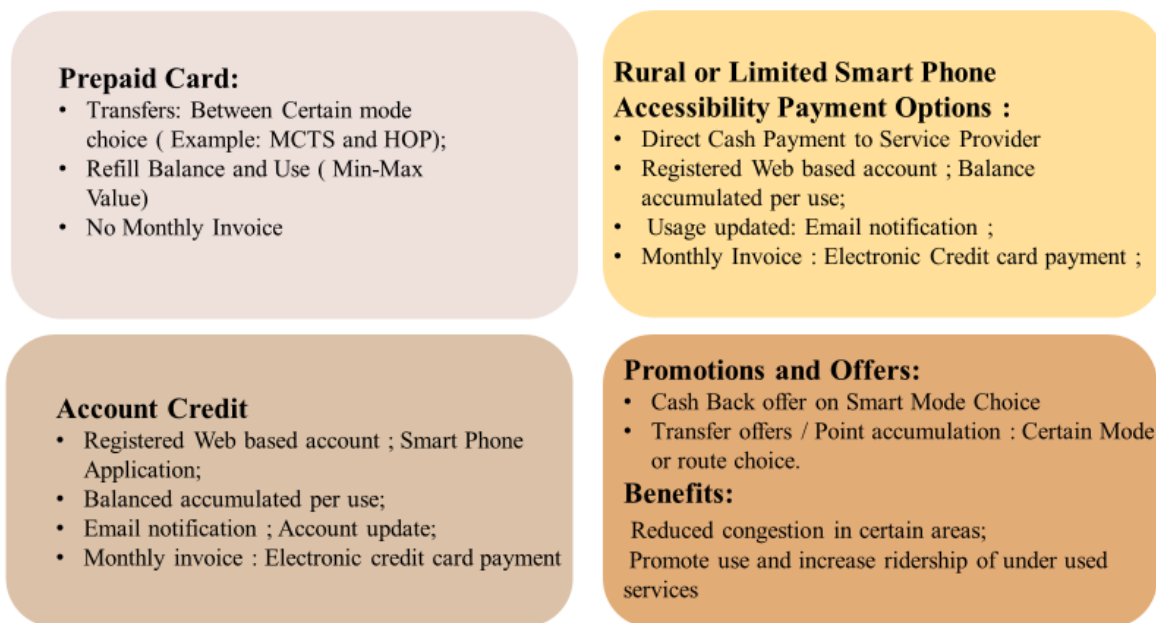 Prepaid Card:
• Transfers: Between Certain mode
choice ( Example: MCTS and HOP);
• Refill Balance and Use ( Min-Max
Value)
• No Monthly Invoice
Rural or Limited Smart Phone
Accessibility Payment Options :
• Direct Cash Payment to Service Provider
• Registered Web based account ; Balance
accumulated per use;
• Usage updated: Email notification ;
• Monthly Invoice : Electronic Credit card payment ;
Account Credit
• Registered Web based account ; Smart Phone
Application;
• Balanced accumulated per use;
• Email notification ; Account update;
• Monthly invoice : Electronic credit card payment
Promotions and Offers:
• Cash Back offer on Smart Mode Choice
• Transfer offers / Point accumulation : Certain Mode
or route choice.
Benefits:
Reduced congestion in certain areas;
Promote use and increase ridership of under used
services